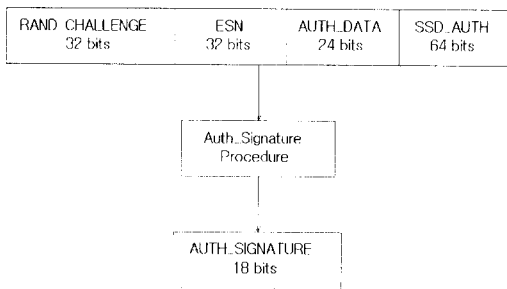 RAND CHALLENGE ESN AUTH_DATA SSD_AUTH
32 bits 32 bits 24 bits 64 bits
Auth_Signature
Procedure
AUTH_SIGNATURE
18 bits